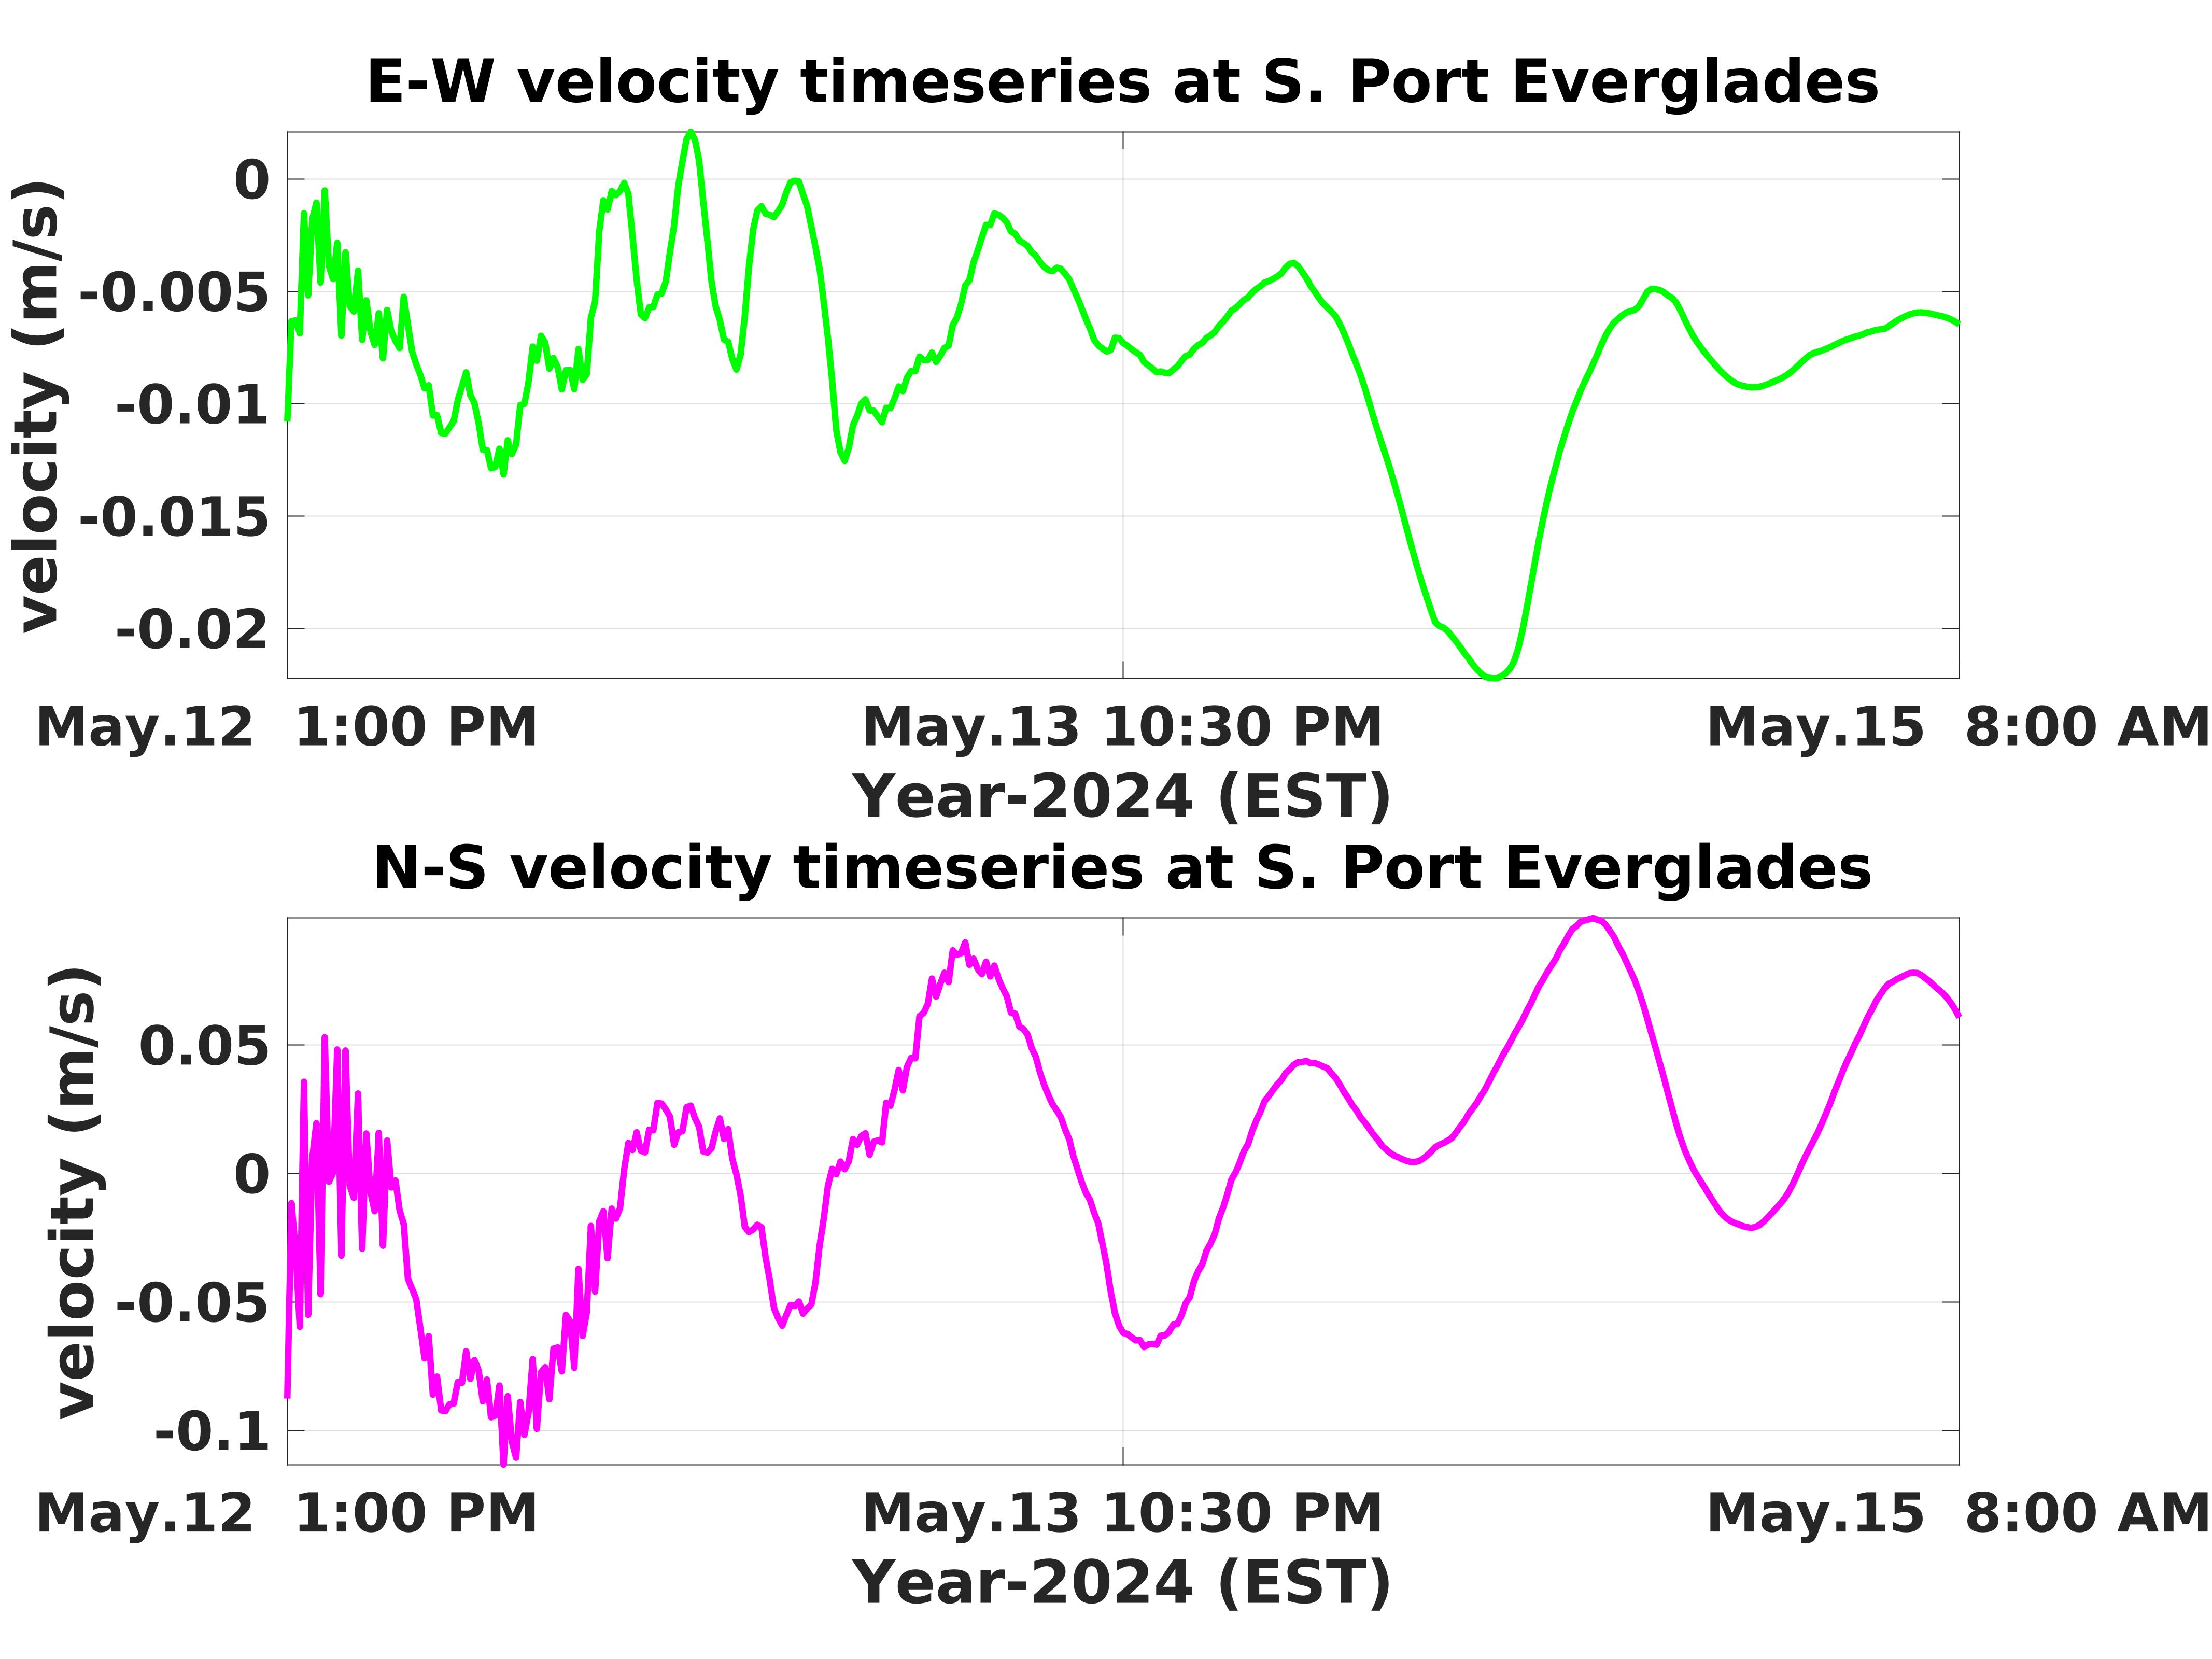 E-W velocity timeseries at S. Port Everglades
velocity (m/s)
0
-0.005
-0.01
-0.015
-0.02
May.12 1:00 PM May.13 10:30 PM May.15 8:00 AM
Year-2024 (EST)
N-S velocity timeseries at S. Port Everglades
velocity (m/s)
0.05
0
-0.05
-0.1
May.12 1:00 PM May.13 10:30 PM May.15 8:00 AM
Year-2024 (EST)